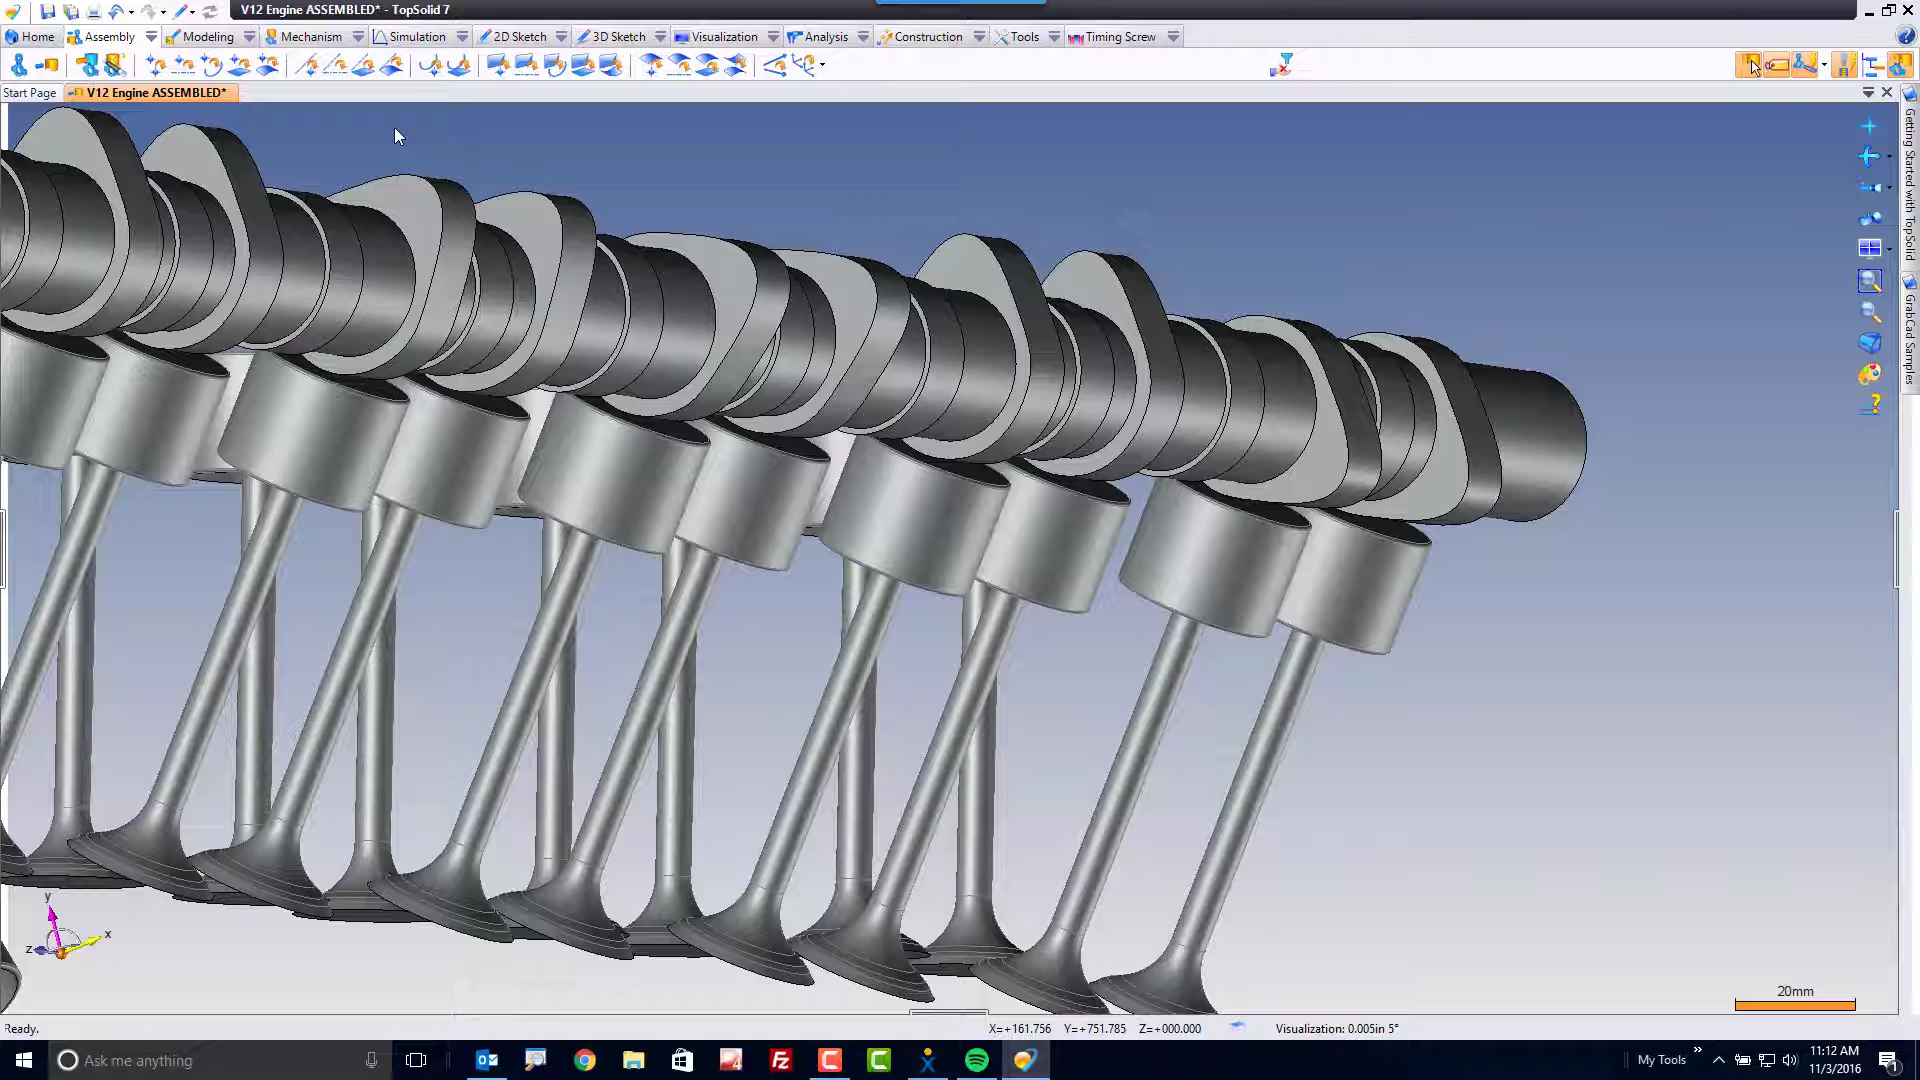 V12 Engine ASSEMBLED* - TopSolid 7
Home Assembly Modeling Mechanism Simulation 2D Sketch 3D Sketch Visualization Analysis Construction Tools Timing Screw
Start Page V12 Engine ASSEMBLED*
Getting Started with TopSolid
GrabCad Samples
y
x
z
20mm
Ready. X=+161.756 Y=+751.785 Z=+000.000 Visualization: 0.005in 5°
Ask me anything
My Tools
11:12 AM
11/3/2016